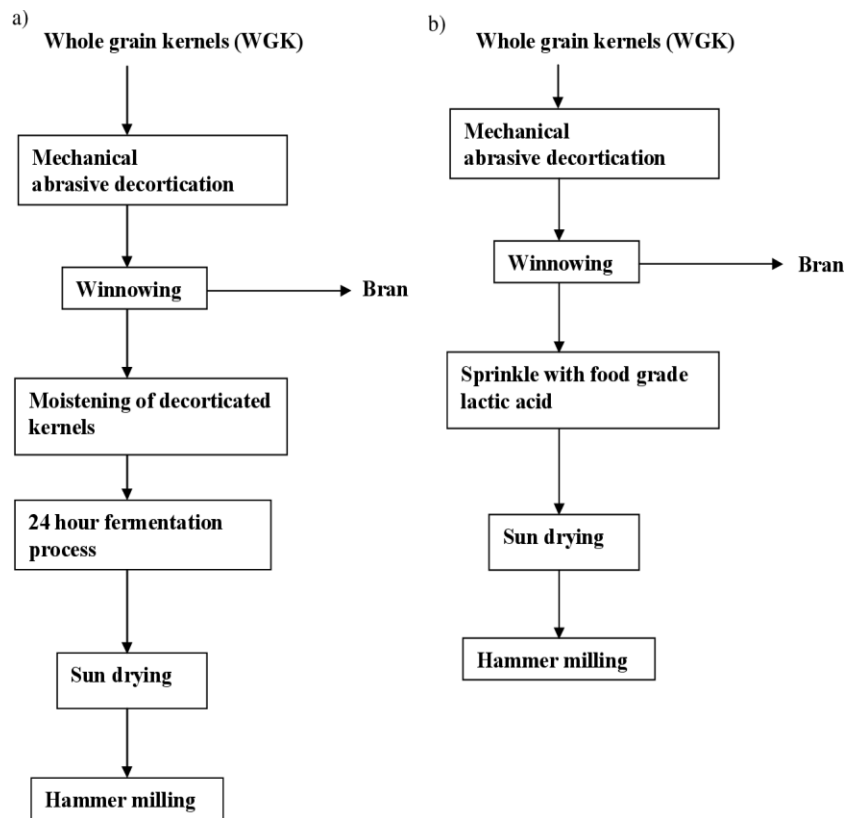 a)
Whole grain kernels (WGK)
Mechanical
abrasive decortication
Winnowing
Bran
Moistening of decorticated
kernels
24 hour fermentation
process
Sun drying
Hammer milling
b)
Whole grain kernels (WGK)
Mechanical
abrasive decortication
Winnowing
Bran
Sprinkle with food grade
lactic acid
Sun drying
Hammer milling